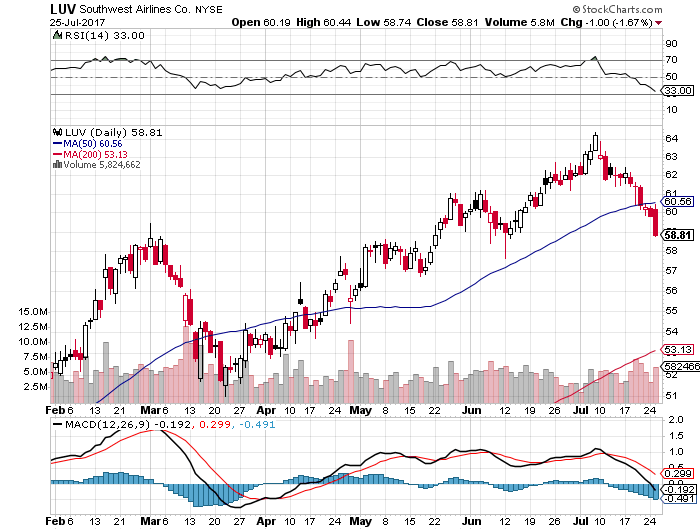 LUV Southwest Airlines Co. NYSE © StockCharts.com
25-Jul-2017 Open 60.19 High 60.44 Low 58.74 Close 58.81 Volume 5.8M Chg -1.00 (-1.67%)
RSI(14) 33.00
90
70
50
33.00
30
10
LUV (Daily) 58.81
MA(50) 60.56
MA(200) 53.13
Volume 5,824,662
64
63
62
61
60.56
59
58.81
58
57
56
55
54
53.13
5824662
52
51
15.0M
12.5M
10.0M
7.5M
5.0M
2.5M
Feb 6 13 21 Mar 6 13 20 27 Apr 10 17 24 May 8 15 22 Jun 12 19 26 Jul 10 17 24
MACD(12,26,9) -0.192, 0.299, -0.491
2.0
1.5
1.0
0.5
0.299
-0.192
-0.491
Feb 6 13 21 Mar 6 13 20 27 Apr 10 17 24 May 8 15 22 Jun 12 19 26 Jul 10 17 24